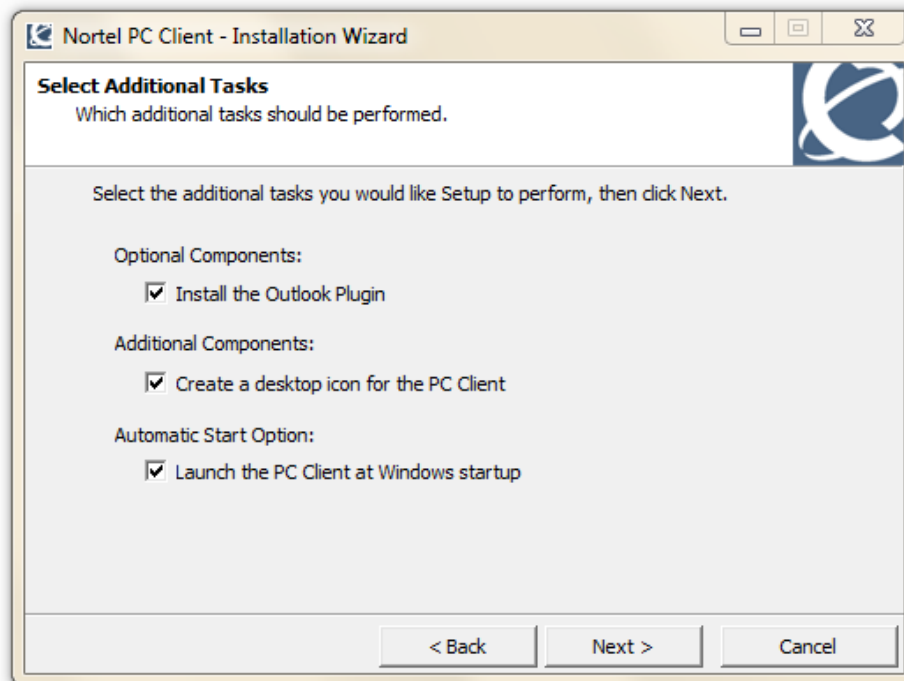 Nortel PC Client - Installation Wizard
Select Additional Tasks
Which additional tasks should be performed.
Select the additional tasks you would like Setup to perform, then click Next.
Optional Components:
Install the Outlook Plugin
Additional Components:
Create a desktop icon for the PC Client
Automatic Start Option:
Launch the PC Client at Windows startup
< Back Next > Cancel